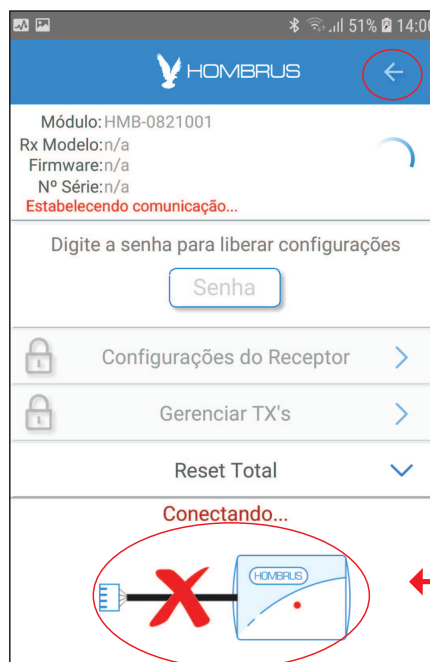 51% 14:00
HOMBRUS
Módulo: HMB-0821001
Rx Modelo:n/a
Firmware:n/a
Nº Série:n/a
Estabelecendo comunicação...
Digite a senha para liberar configurações
Senha
Configurações do Receptor
Gerenciar TX's
Reset Total
Conectando...
HOMBRUS